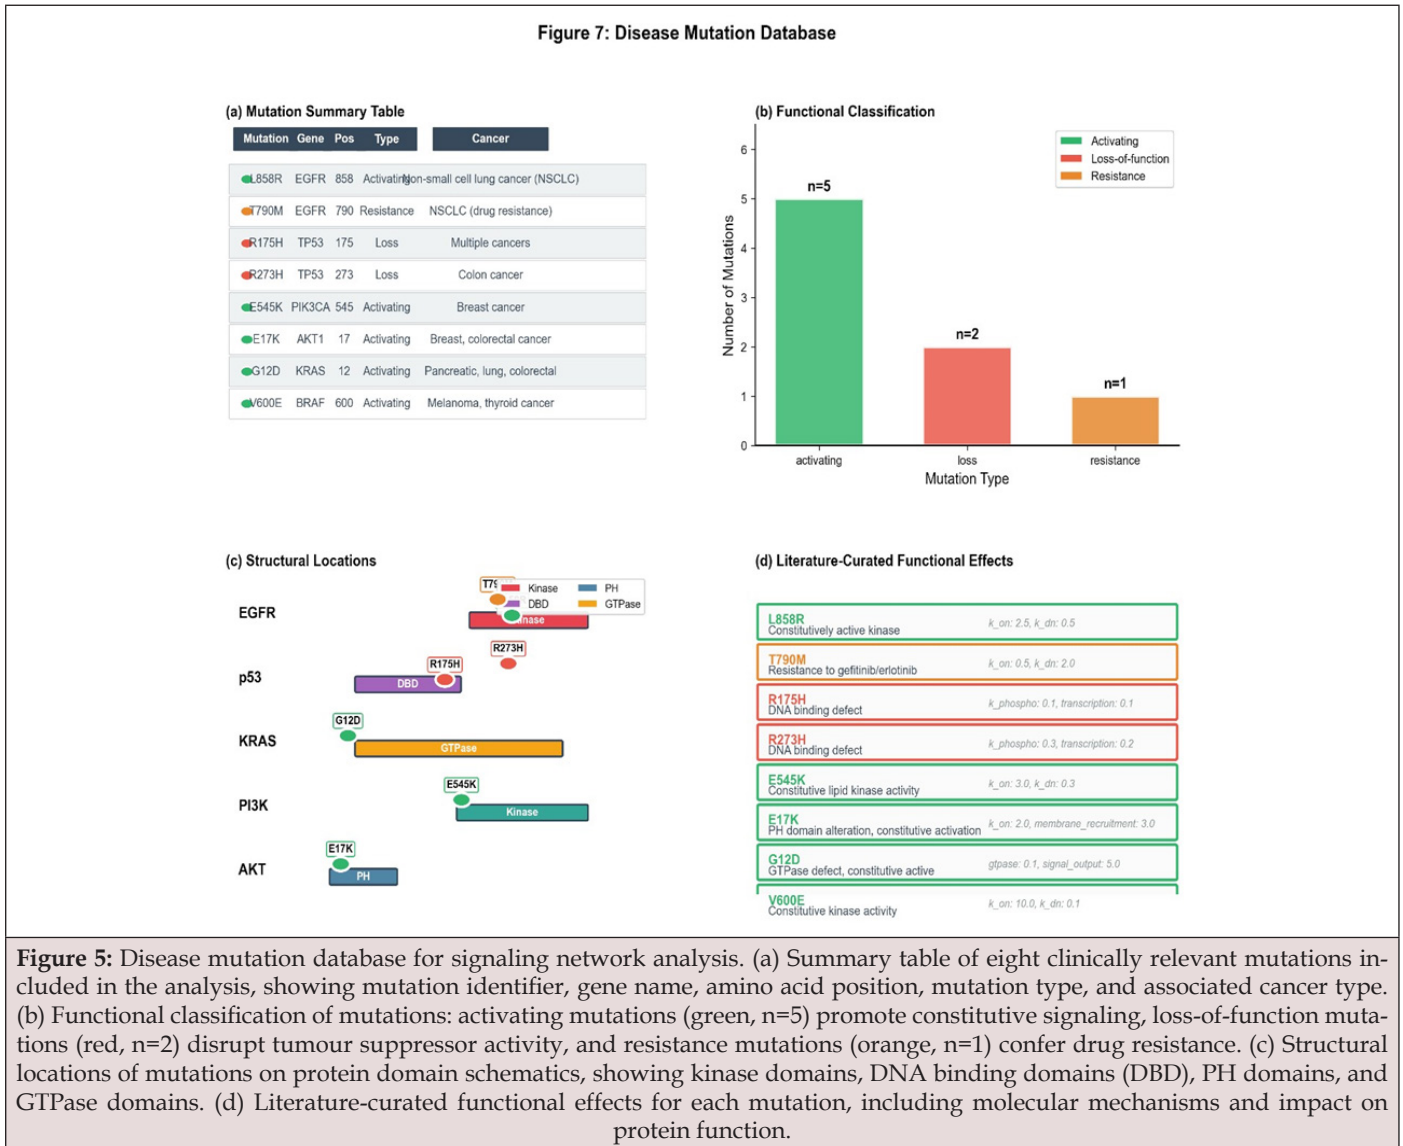 Figure 7: Disease Mutation Database
(a) Mutation Summary Table
Mutation Gene Pos Type Cancer
L858R EGFR 858 Activating Non-small cell lung cancer (NSCLC)
T790M EGFR 790 Resistance NSCLC (drug resistance)
R175H TP53 175 Loss Multiple cancers
R273H TP53 273 Loss Colon cancer
E545K PIK3CA 545 Activating Breast cancer
E17K AKT1 17 Activating Breast, colorectal cancer
G12D KRAS 12 Activating Pancreatic, lung, colorectal
V600E BRAF 600 Activating Melanoma, thyroid cancer
(b) Functional Classification
Activating
Loss-of-function
Resistance
Number of Mutations
6
5
4
3
2
1
0
n=5
n=2
n=1
activating loss resistance
Mutation Type
(c) Structural Locations
Kinase PH
DBD GTPase
EGFR
p53
R175H
R273H
DBD
KRAS
G12D
GTPase
PI3K
E545K
Kinase
AKT
E17K
PH
(d) Literature-Curated Functional Effects
L858R
Constitutively active kinase k_on: 2.5, k_dn: 0.5
T790M
Resistance to gefitinib/erlotinib k_on: 0.5, k_dn: 2.0
R175H
DNA binding defect k_phospho: 0.1, transcription: 0.1
R273H
DNA binding defect k_phospho: 0.3, transcription: 0.2
E545K
Constitutive lipid kinase activity k_on: 3.0, k_dn: 0.3
E17K
PH domain alteration, constitutive activation k_on: 2.0, membrane_recruitment: 3.0
G12D
GTPase defect, constitutive active gtpase: 0.1, signal_output: 5.0
V600E
Constitutive kinase activity k_on: 10.0, k_dn: 0.1
Figure 5: Disease mutation database for signaling network analysis. (a) Summary table of eight clinically relevant mutations in-
cluded in the analysis, showing mutation identifier, gene name, amino acid position, mutation type, and associated cancer type.
(b) Functional classification of mutations: activating mutations (green, n=5) promote constitutive signaling, loss-of-function muta-
tions (red, n=2) disrupt tumour suppressor activity, and resistance mutations (orange, n=1) confer drug resistance. (c) Structural
locations of mutations on protein domain schematics, showing kinase domains, DNA binding domains (DBD), PH domains, and
GTPase domains. (d) Literature-curated functional effects for each mutation, including molecular mechanisms and impact on
protein function.